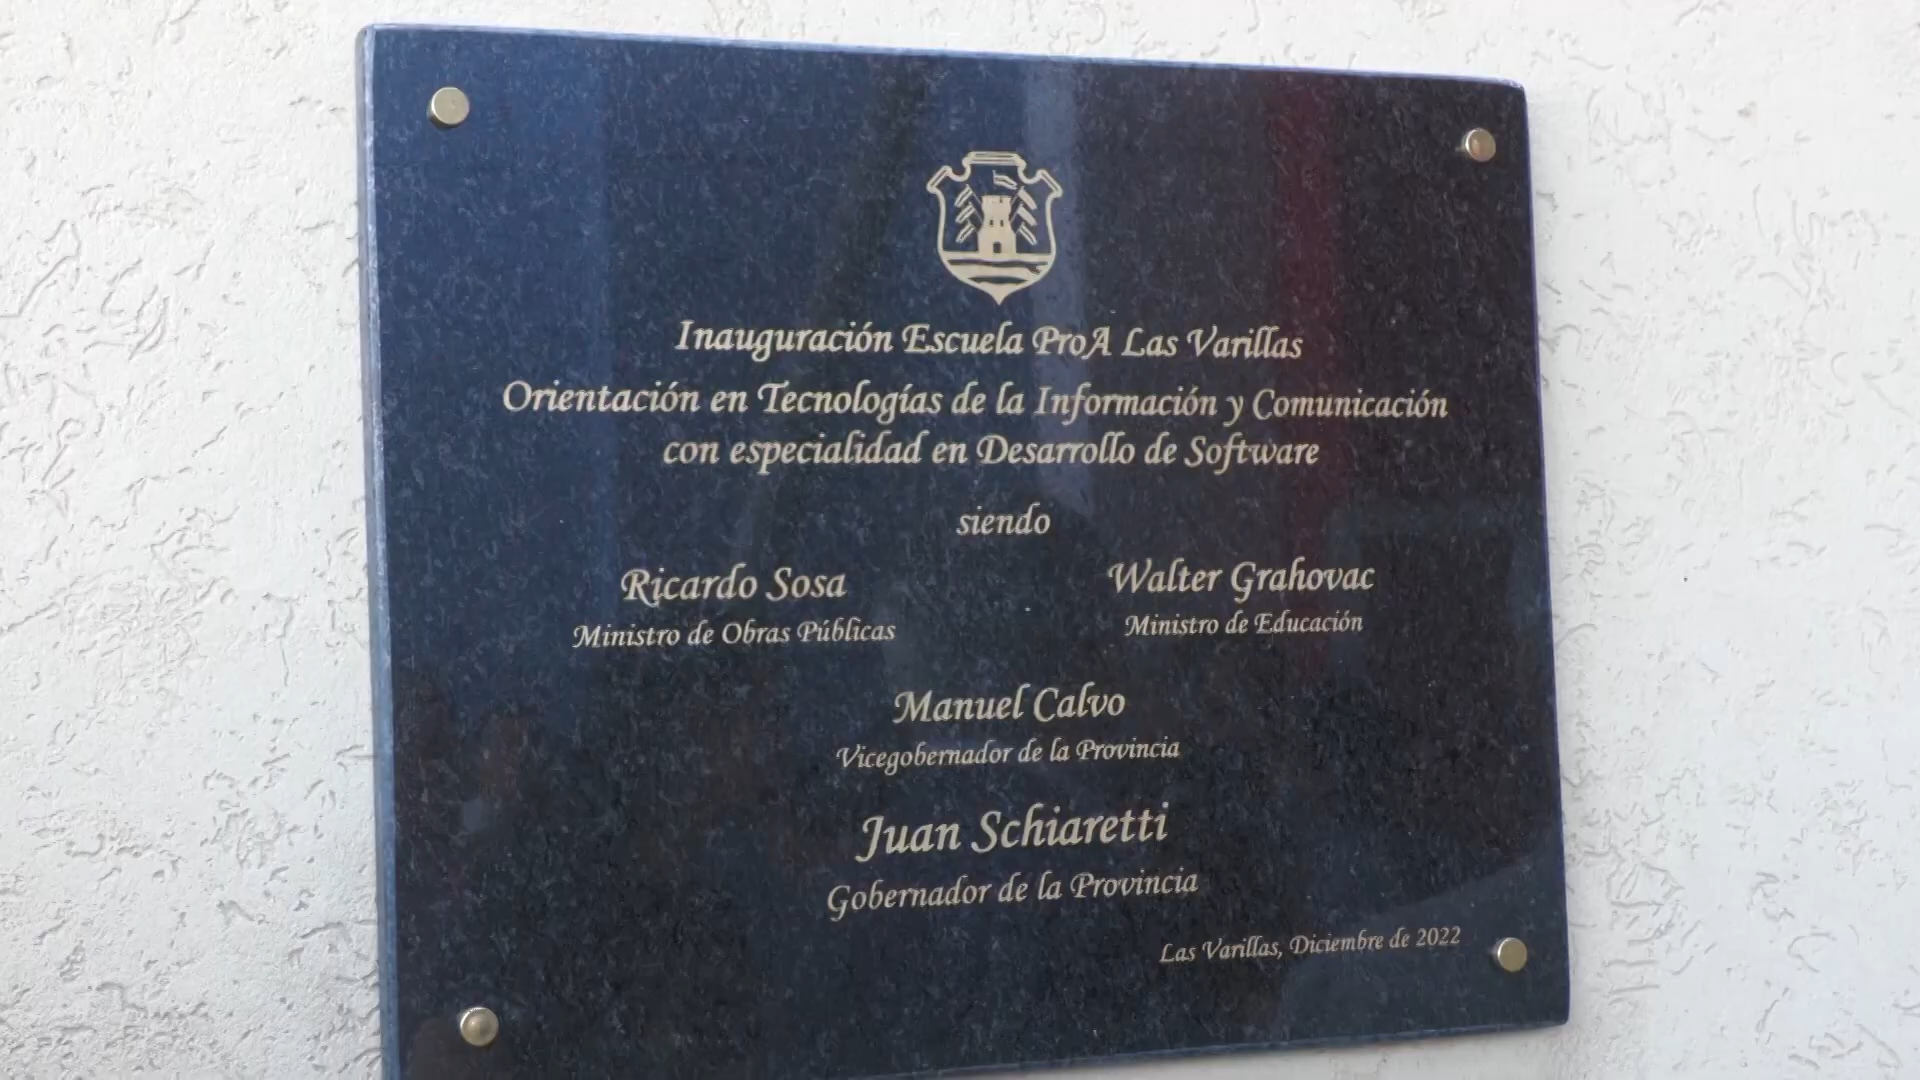 Inauguración Escuela ProA Las Varillas
Orientación en Tecnologías de la Información y Comunicación
con especialidad en Desarrollo de Software
siendo
Ricardo Sosa
Ministro de Obras Públicas
Walter Grahovac
Ministro de Educación
Manuel Calvo
Vicegobernador de la Provincia
Juan Schiaretti
Gobernador de la Provincia
Las Varillas, Diciembre de 2022